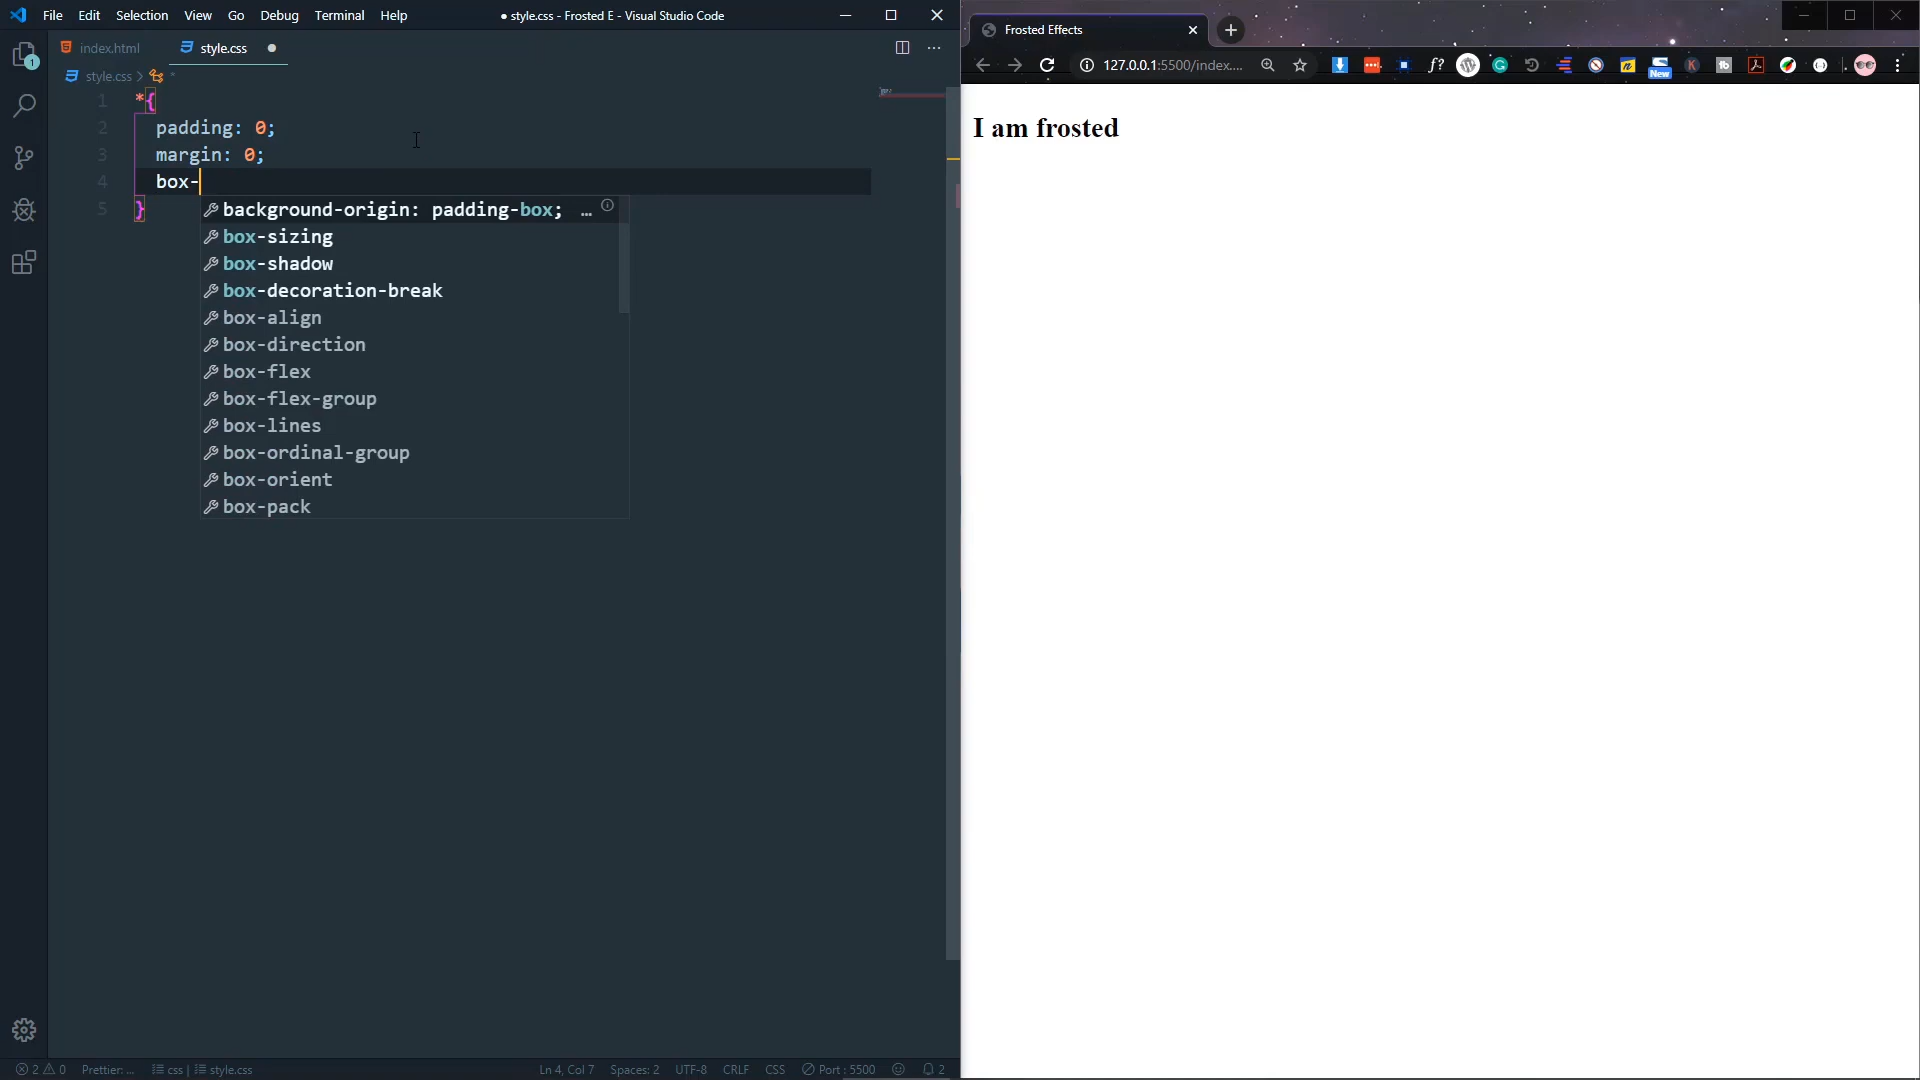 File Edit Selection View Go Debug Terminal Help ● style.css - Frosted E - Visual Studio Code
index.html style.css ●
style.css > *
1 *{
2 padding: 0;
3 margin: 0;
4 box-
5 }
background-origin: padding-box; ...
box-sizing
box-shadow
box-decoration-break
box-align
box-direction
box-flex
box-flex-group
box-lines
box-ordinal-group
box-orient
box-pack
1
2 0 Prettier: ... css | style.css Ln 4, Col 7 Spaces: 2 UTF-8 CRLF CSS Port : 5500 2
Frosted Effects
127.0.0.1:5500/index....
f?
New
I am frosted